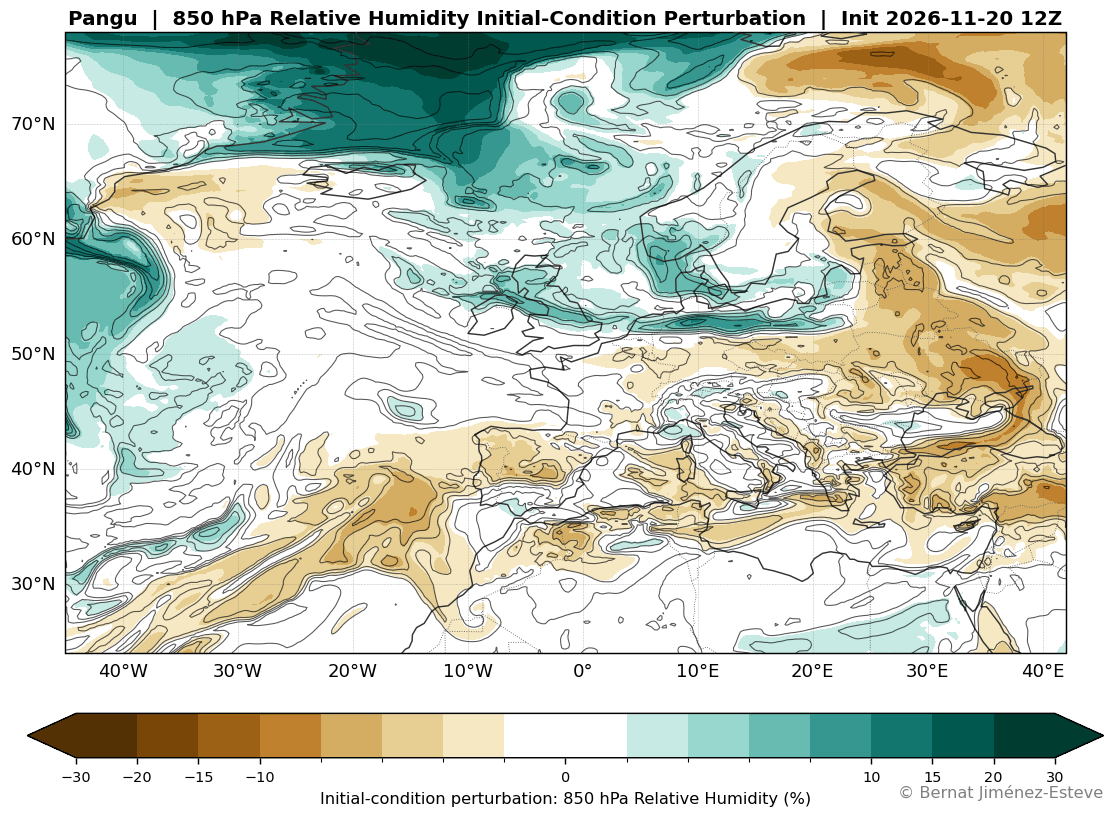 Pangu | 850 hPa Relative Humidity Initial-Condition Perturbation | Init 2026-11-20 12Z
70°N
60°N
50°N
40°N
30°N
40°W 30°W 20°W 10°W 0° 10°E 20°E 30°E 40°E
−30 −20 −15 −10 0 10 15 20 30
Initial-condition perturbation: 850 hPa Relative Humidity (%)
© Bernat Jiménez-Esteve